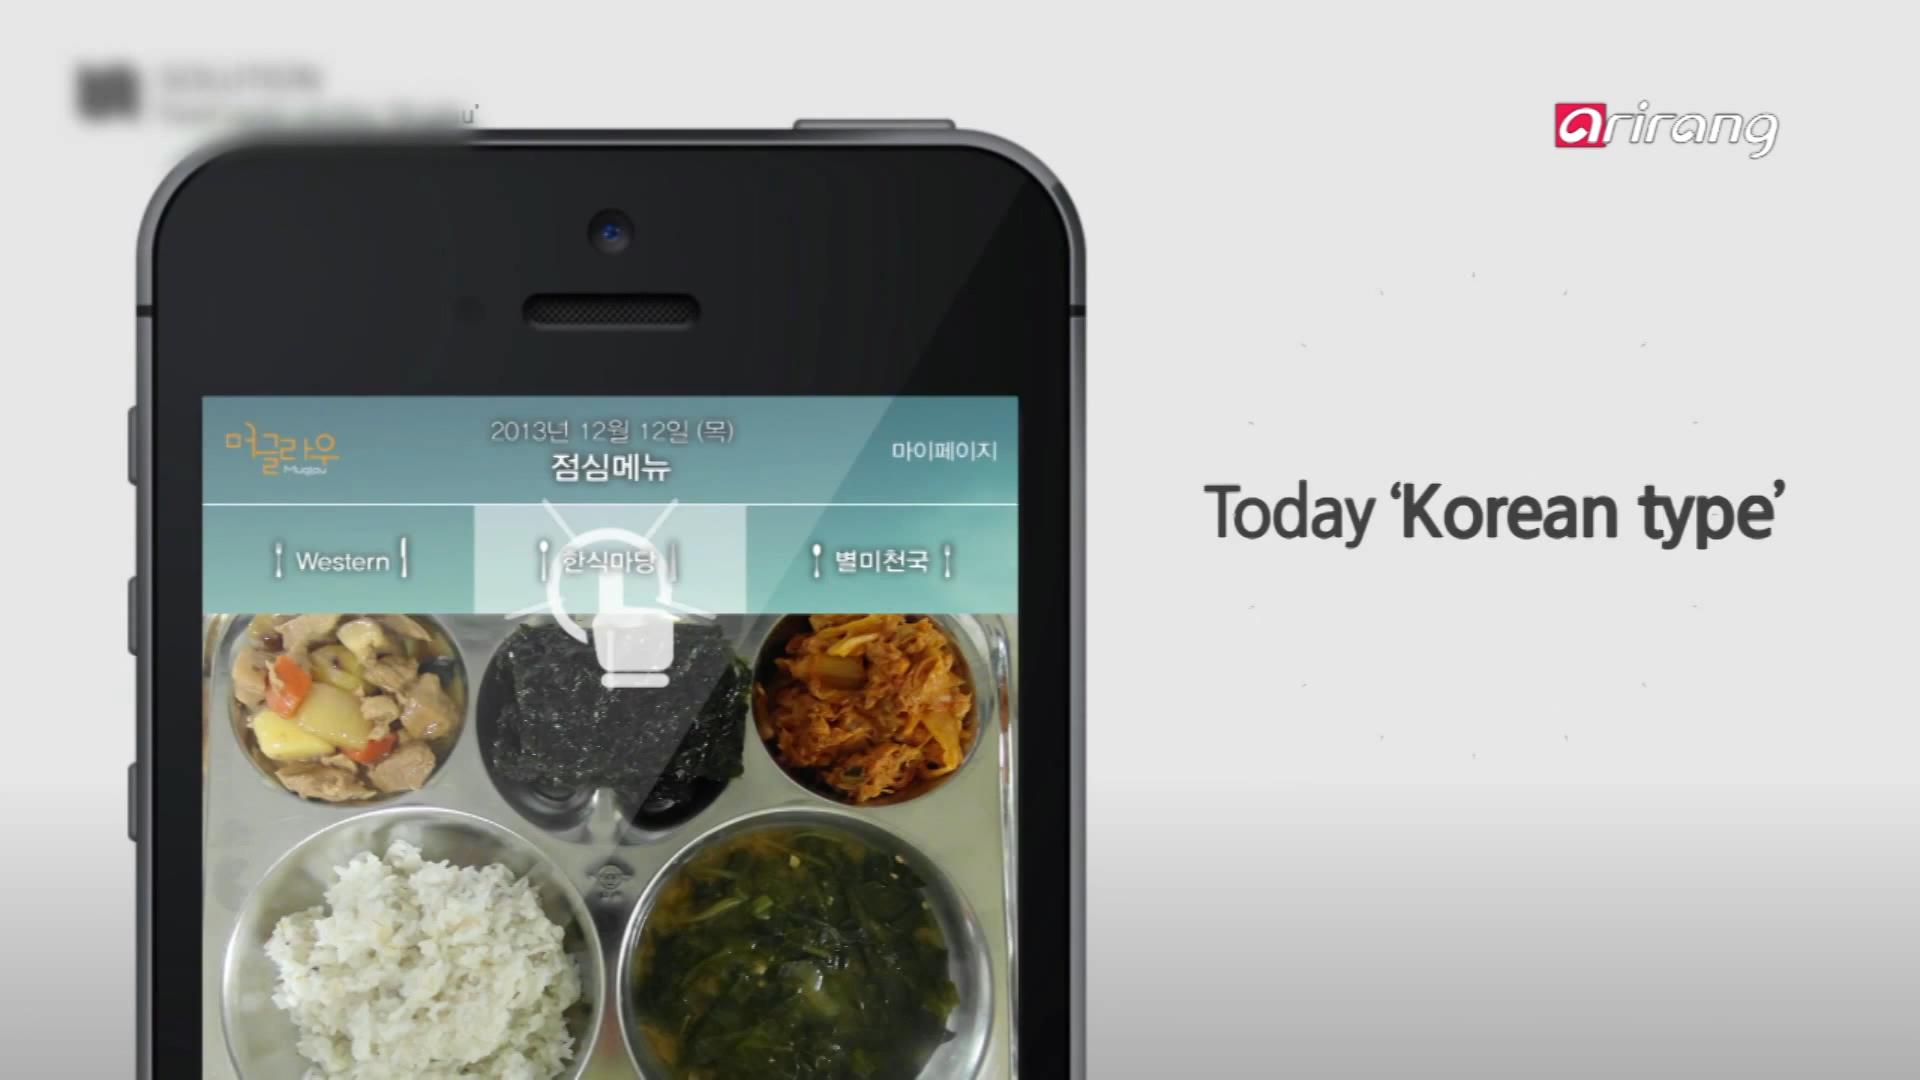 SOLUTION
u'
arirang
머글라우
Muglau
2013년 12월 12일 (목)
점심메뉴
마이페이지
Western
한식마당
별미천국
Today ‘Korean type’